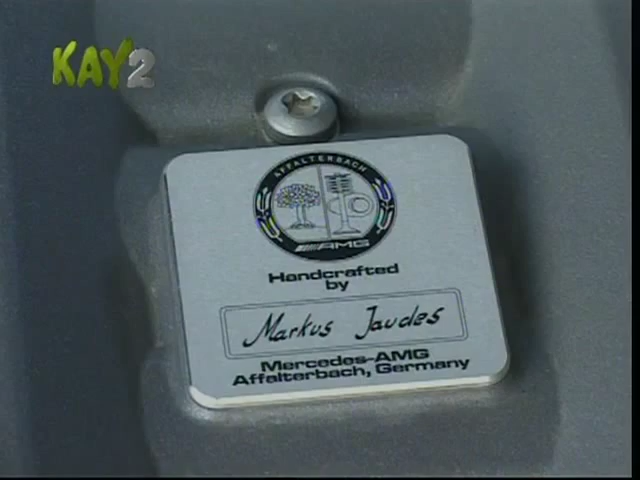 KAY2
AFFALTERBACH
AMG
Handcrafted
by
Markus Jaudes
Mercedes-AMG
Affalterbach, Germany